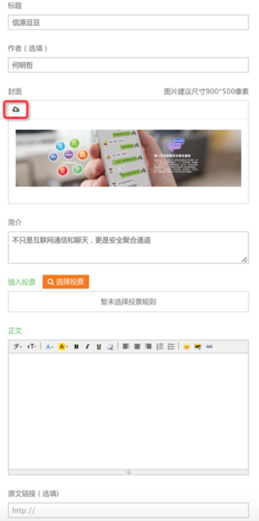 标题
信源豆豆
作者（选填）
何明哲
封面
图片建议尺寸900*500像素
简介
不只是互联网通信和聊天，更是安全聚合通道
插入投票
选择投票
暂未选择投票规则
正文
原文链接（选填）
http://